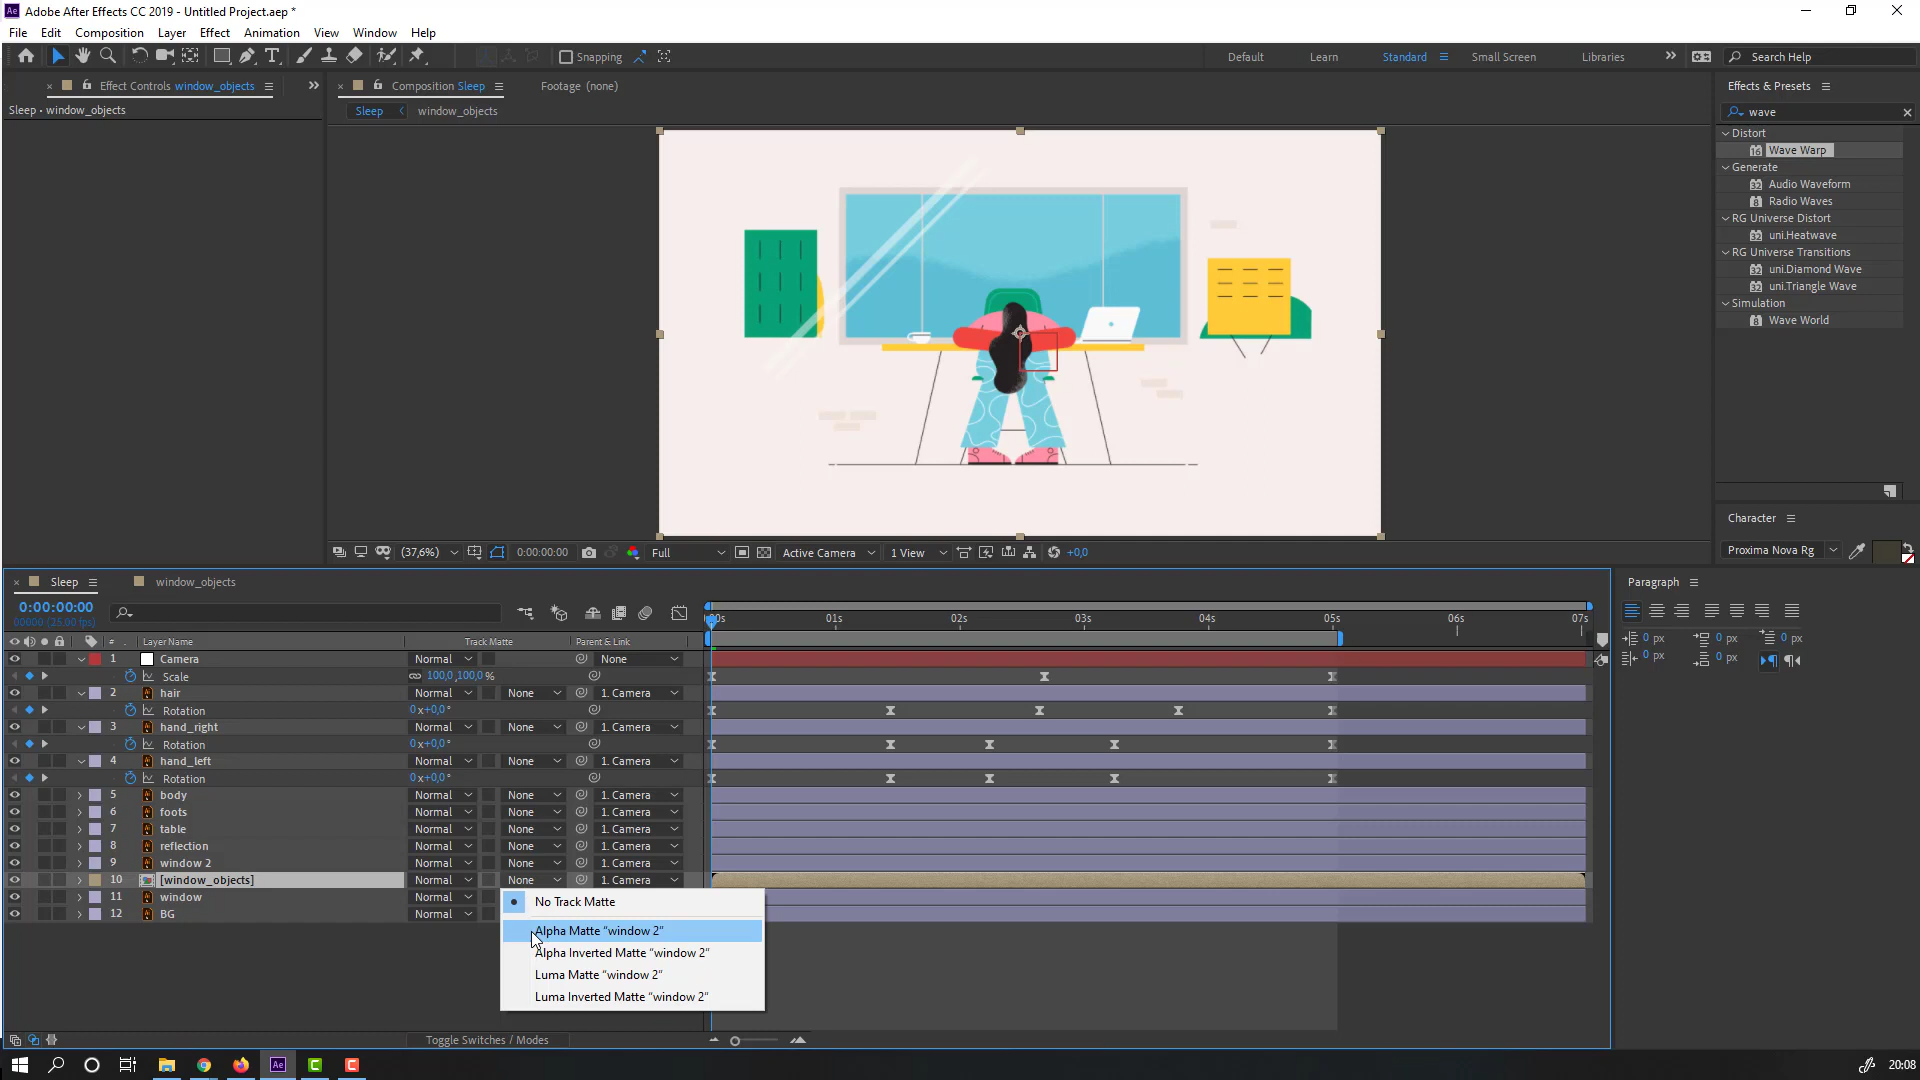 Ae Adobe After Effects CC 2019 - Untitled Project.aep *
File Edit Composition Layer Effect Animation View Window Help
Snapping
Default Learn Standard Small Screen Libraries Search Help
Effect Controls window_objects
Composition Sleep
Footage (none)
Effects & Presets
Sleep • window_objects
Sleep window_objects
wave
Distort
Wave Warp
Generate
Audio Waveform
Radio Waves
RG Universe Distort
uni.Heatwave
RG Universe Transitions
uni.Diamond Wave
uni.Triangle Wave
Simulation
Wave World
Character
Proxima Nova Rg
(37,6%) 0:00:00:00 Full Active Camera 1 View +0,0
Sleep window_objects
Paragraph
0:00:00:00
00000 (25.00 fps)
01s 02s 03s 04s 05s 06s 07s
0 px 0 px 0 px
0 px 0 px
# Layer Name Track Matte Parent & Link
1 Camera Normal None
Scale 100,0,100,0%
2 hair Normal None 1. Camera
Rotation 0x+0,0°
3 hand_right Normal None 1. Camera
Rotation 0x+0,0°
4 hand_left Normal None 1. Camera
Rotation 0x+0,0°
5 body Normal None 1. Camera
6 foots Normal None 1. Camera
7 table Normal None 1. Camera
8 reflection Normal None 1. Camera
9 window 2 Normal None 1. Camera
10 [window_objects] Normal None 1. Camera
11 window Normal
12 BG Normal
No Track Matte
Alpha Matte "window 2"
Alpha Inverted Matte "window 2"
Luma Matte "window 2"
Luma Inverted Matte "window 2"
Toggle Switches / Modes
Ae
20:08